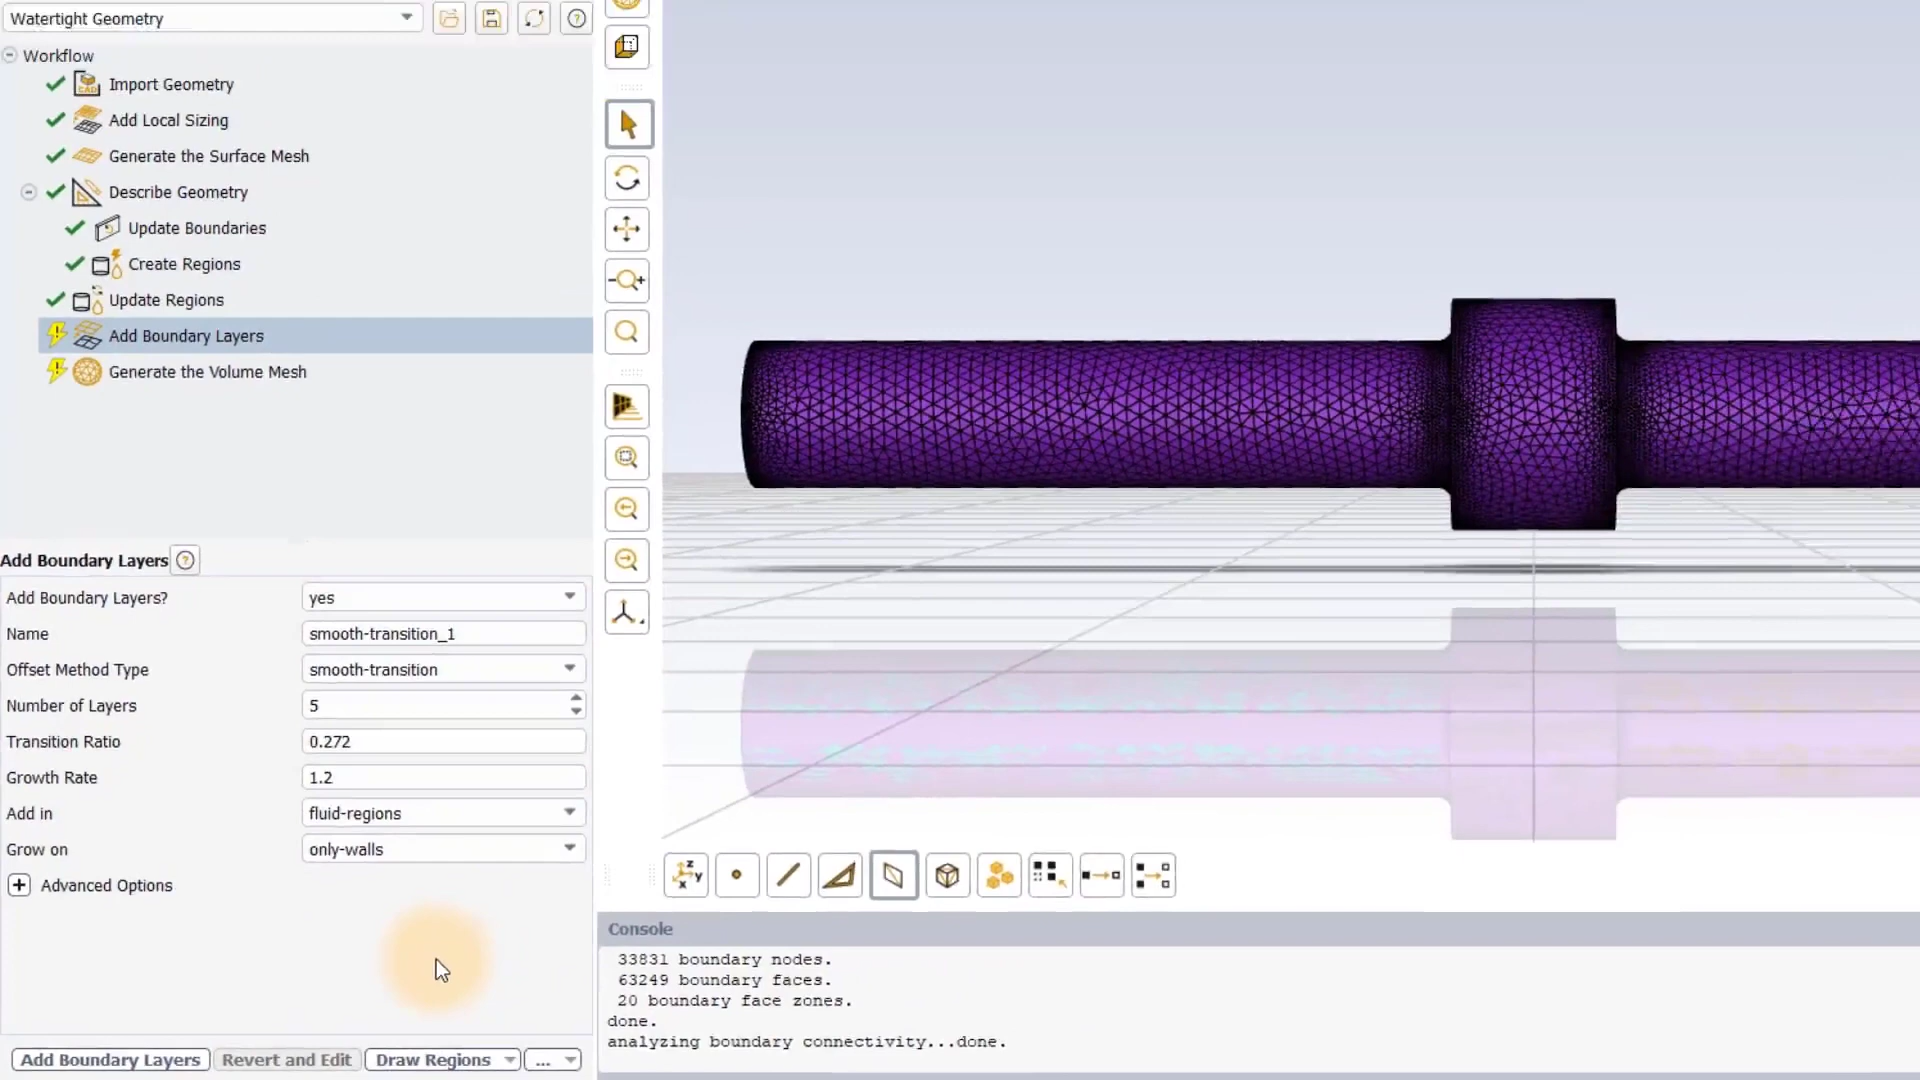 Watertight Geometry
Workflow
Import Geometry
Add Local Sizing
Generate the Surface Mesh
Describe Geometry
Update Boundaries
Create Regions
Update Regions
Add Boundary Layers
Generate the Volume Mesh
Add Boundary Layers
Add Boundary Layers? yes
Name smooth-transition_1
Offset Method Type smooth-transition
Number of Layers 5
Transition Ratio 0.272
Growth Rate 1.2
Add in fluid-regions
Grow on only-walls
Advanced Options
Add Boundary Layers Revert and Edit Draw Regions ...
Console
33831 boundary nodes.
63249 boundary faces.
20 boundary face zones.
done.
analyzing boundary connectivity...done.
CAD
z
x y